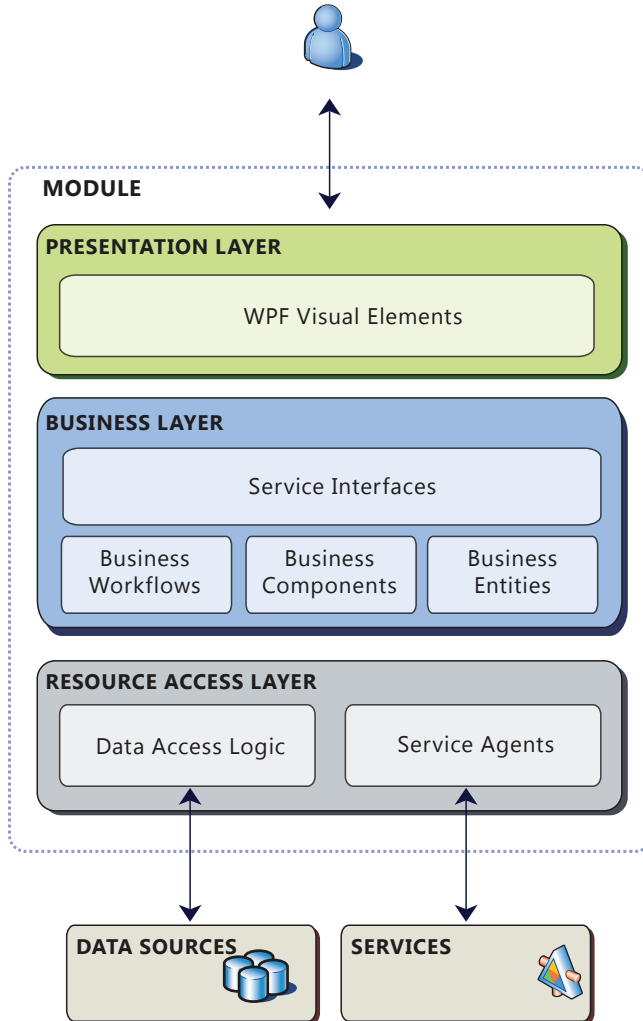 MODULE
PRESENTATION LAYER
WPF Visual Elements
BUSINESS LAYER
Service Interfaces
Business
Workflows
Business
Components
Business
Entities
RESOURCE ACCESS LAYER
Data Access Logic
Service Agents
DATA SOURCES
SERVICES